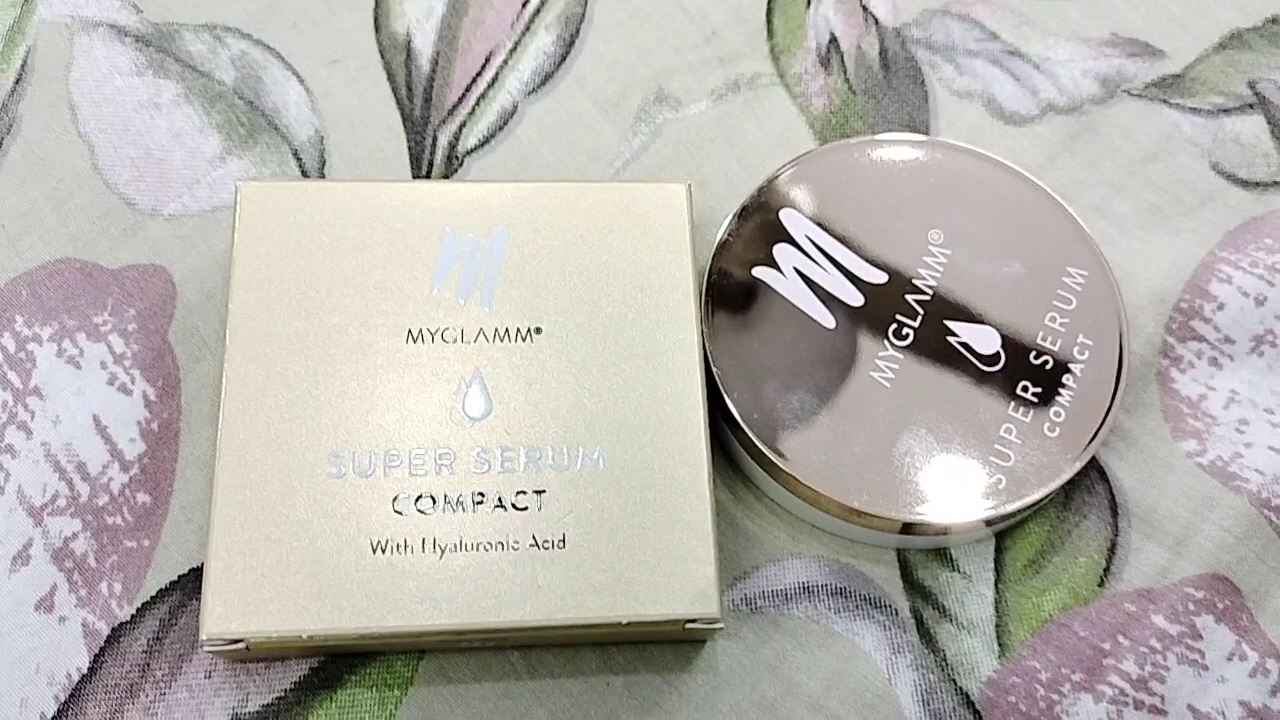 m
MYGLAMM®
SUPER SERUM
COMPACT
With Hyaluronic Acid
m
MYGLAMM®
SUPER SERUM
COMPACT